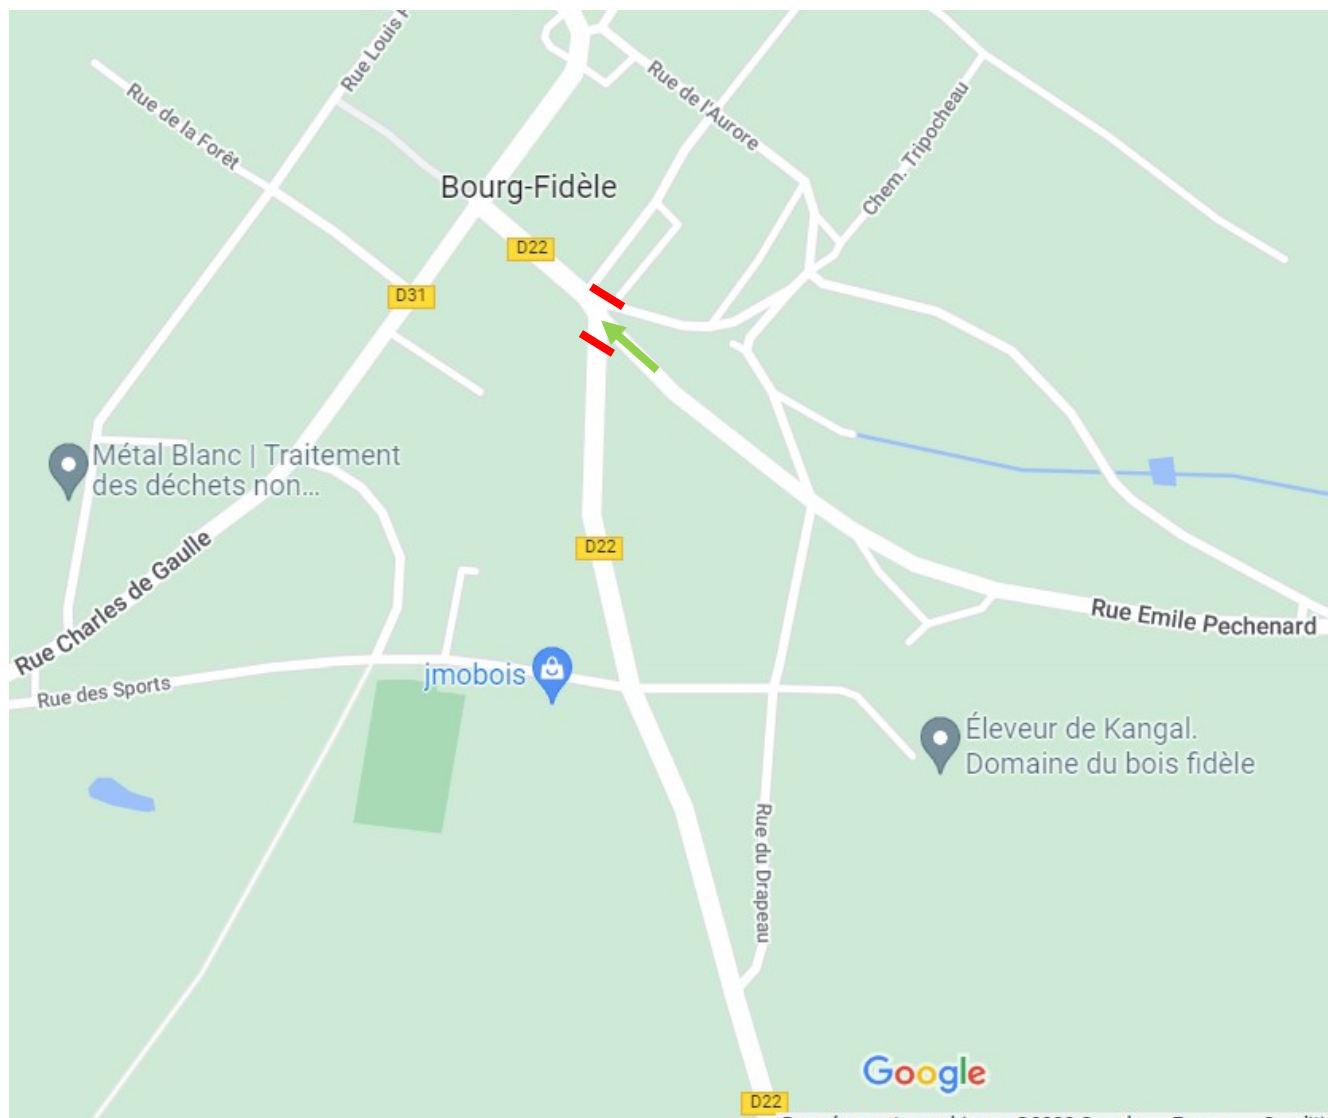 Rue Louis
Rue de la Forêt
Rue de l'Aurore
Chem. Tripocheau
Bourg-Fidèle
D22
D31
Métal Blanc | Traitement
des déchets non...
D22
Rue Charles de Gaulle
Rue Emile Pechenard
jmobois
Rue des Sports
Éleveur de Kangal.
Domaine du bois fidèle
Rue du Drapeau
Google
D22